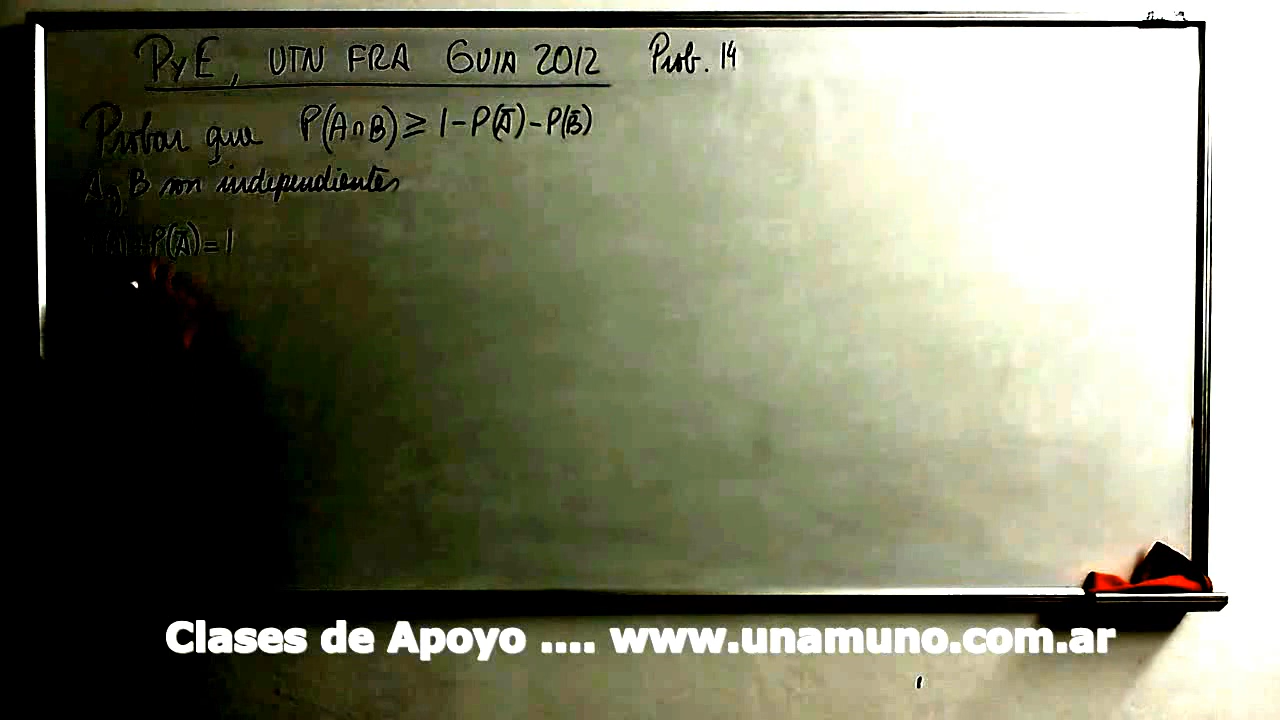 PyE, UTN FRA GUIA 2012 Prob. 14
Probar que P(A∩B) ≥ 1-P(Ā)-P(B̄)
A y B son independientes
P(Ā)=1
Clases de Apoyo .... www.unamuno.com.ar